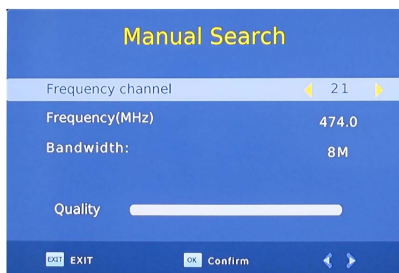 Manual Search
Frequency channel 21
Frequency(MHz) 474.0
Bandwidth: 8M
Quality
EXIT EXIT OK Confirm